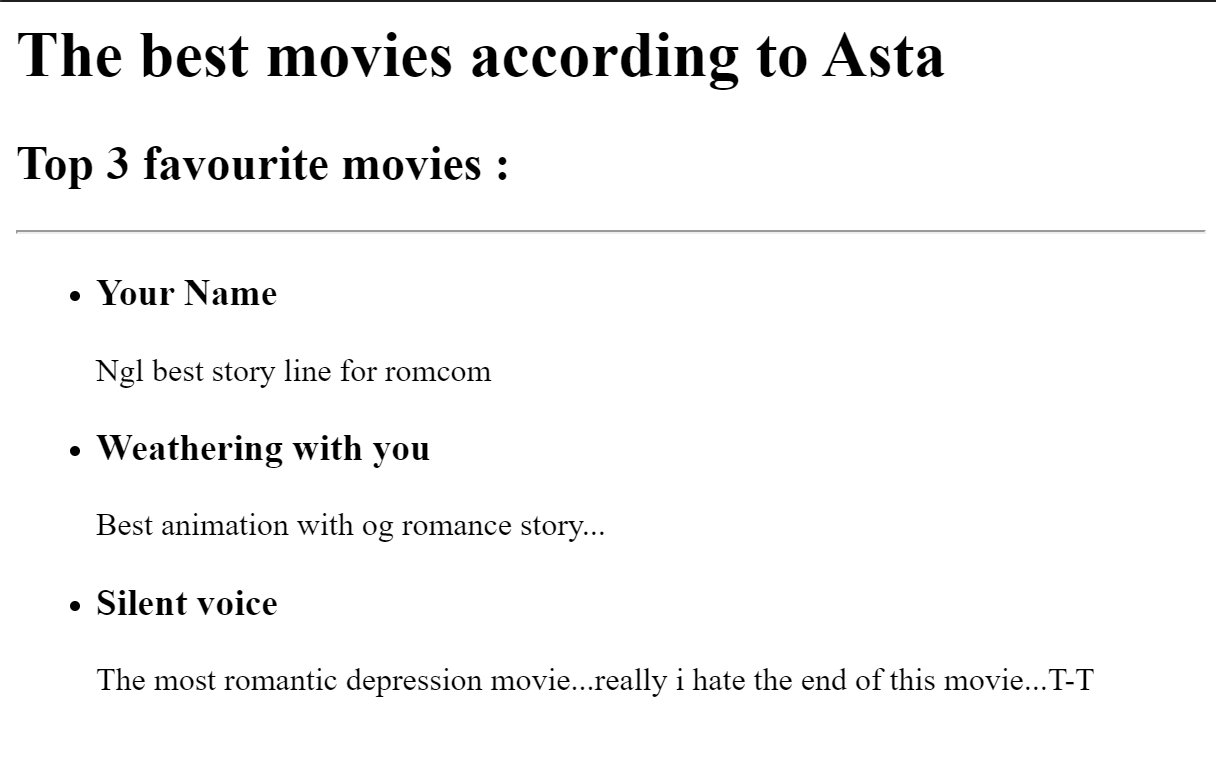 The best movies according to Asta
Top 3 favourite movies :
Your Name
Ngl best story line for romcom
Weathering with you
Best animation with og romance story...
Silent voice
The most romantic depression movie...really i hate the end of this movie...T-T